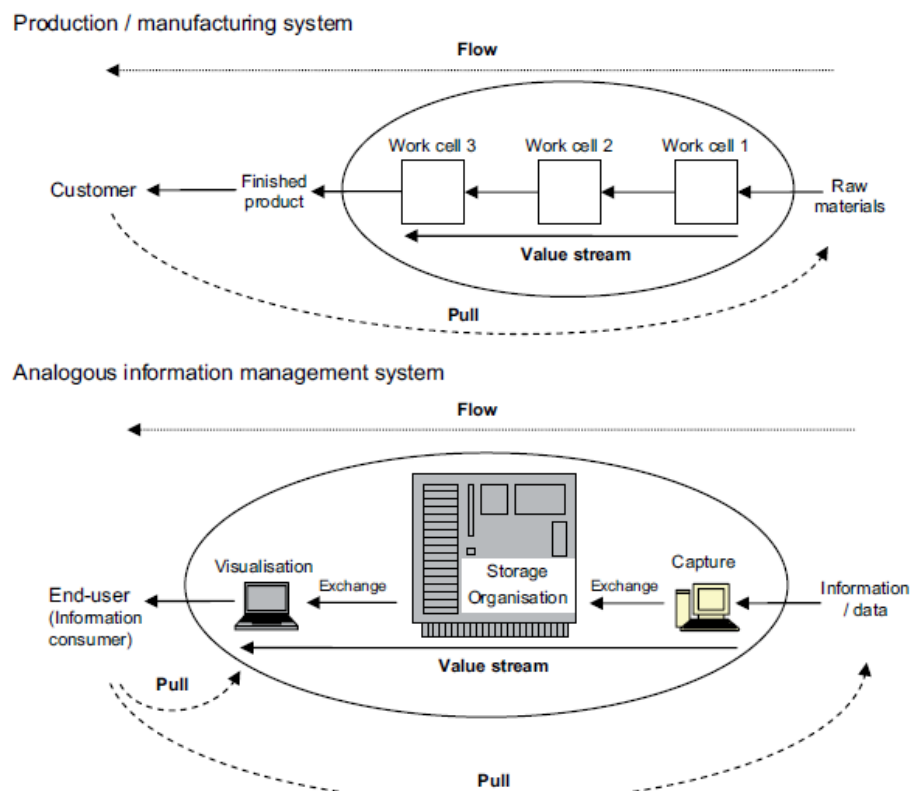 Production / manufacturing system
Flow
Work cell 3
Work cell 2
Work cell 1
Customer
Finished
product
Raw
materials
Value stream
Pull
Analogous information management system
Flow
Visualisation
Exchange
Storage
Organisation
Exchange
Capture
End-user
(Information
consumer)
Information
/ data
Value stream
Pull
Pull